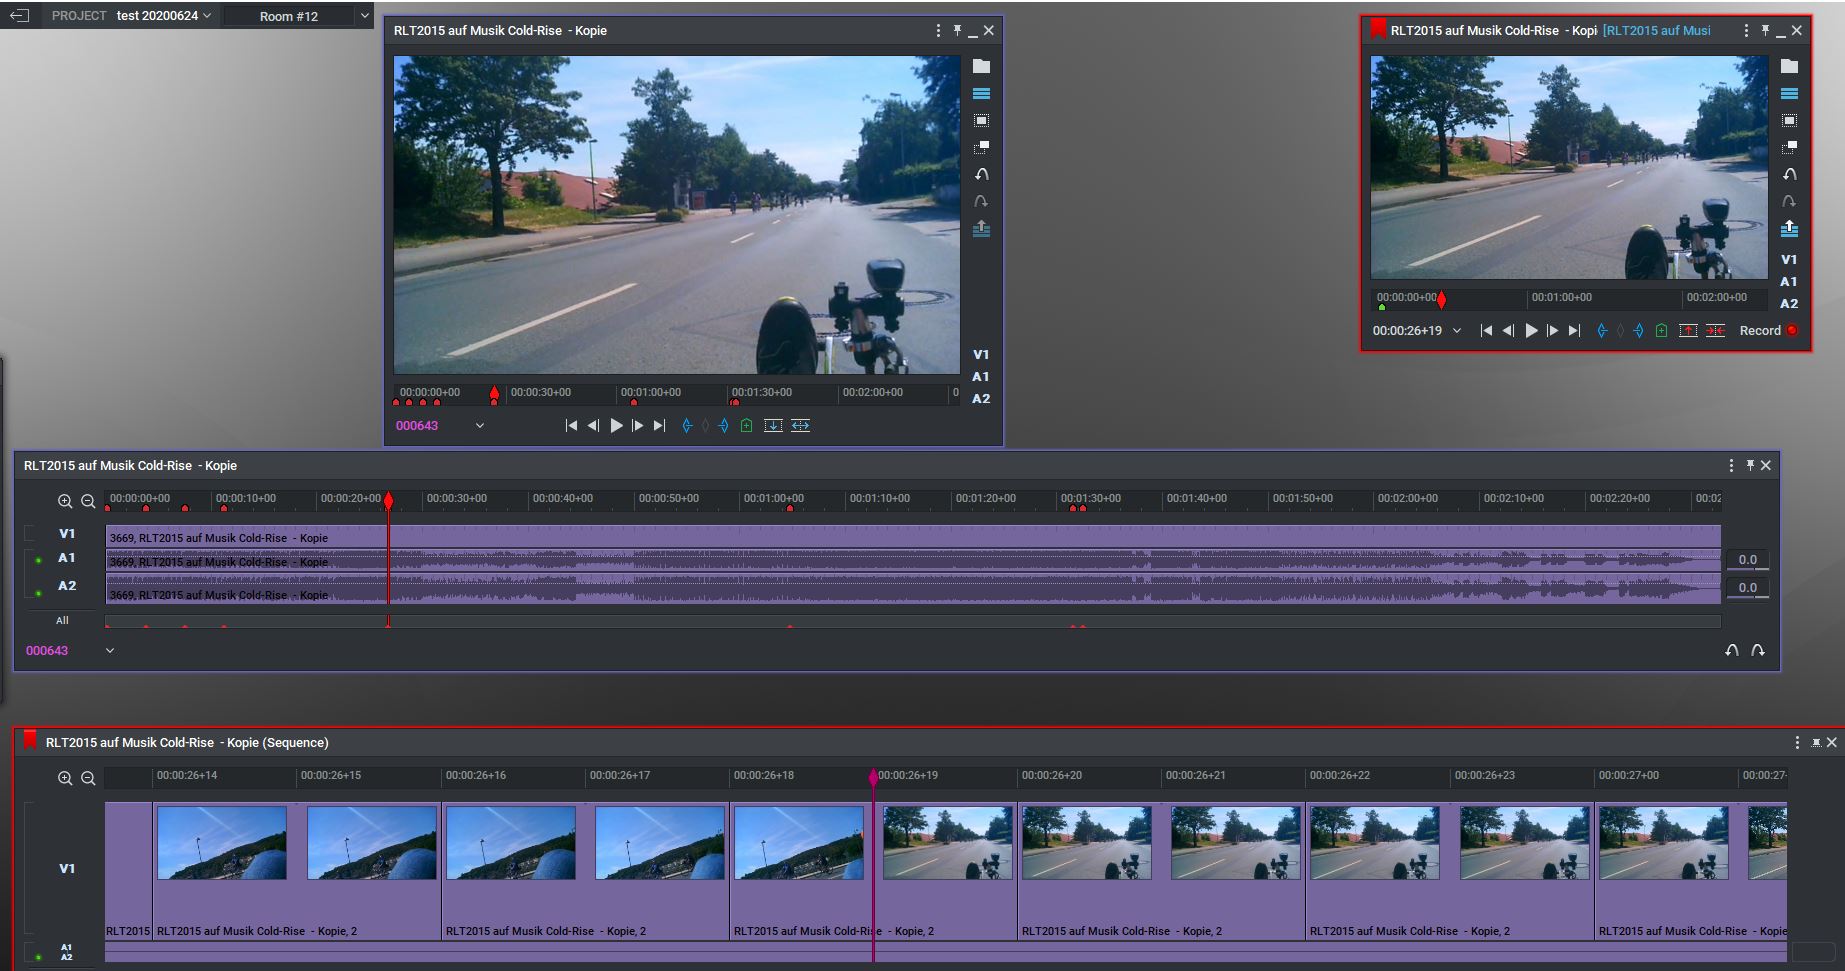 PROJECT test 20200624 Room #12
RLT2015 auf Musik Cold-Rise - Kopie
00:00:00+00 00:00:30+00 00:01:00+00 00:01:30+00 00:02:00+00 0
V1
A1
A2
000643
RLT2015 auf Musik Cold-Rise - Kopi [RLT2015 auf Musi
00:00:00+00 00:01:00+00 00:02:00+00
V1
A1
A2
00:00:26+19 Record
RLT2015 auf Musik Cold-Rise - Kopie
00:00:00+00 00:00:10+00 00:00:20+00 00:00:30+00 00:00:40+00 00:00:50+00 00:01:00+00 00:01:10+00 00:01:20+00 00:01:30+00 00:01:40+00 00:01:50+00 00:02:00+00 00:02:10+00 00:02:20+00 00:02
V1 3669, RLT2015 auf Musik Cold-Rise - Kopie
A1 3669, RLT2015 auf Musik Cold-Rise - Kopie 0.0
A2 3669, RLT2015 auf Musik Cold-Rise - Kopie 0.0
All
000643
RLT2015 auf Musik Cold-Rise - Kopie (Sequence)
00:00:26+14 00:00:26+15 00:00:26+16 00:00:26+17 00:00:26+18 00:00:26+19 00:00:26+20 00:00:26+21 00:00:26+22 00:00:26+23 00:00:27+00 00:00:27-
V1
RLT2015 RLT2015 auf Musik Cold-Rise - Kopie, 2 RLT2015 auf Musik Cold-Rise - Kopie, 2 RLT2015 auf Musik Cold-Rise - Kopie, 2 RLT2015 auf Musik Cold-Rise - Kopie, 2 RLT2015 auf Musik Cold-Rise - Kopie, 2 RLT2015 auf Musik Cold-Rise - Kopie
A1
A2